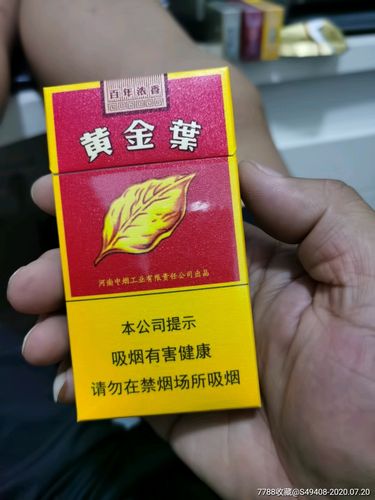 百年浓香
黄金葉
河南中烟工业有限责任公司出品
本公司提示
吸烟有害健康
请勿在禁烟场所吸烟
7788收藏@S49408-2020.07.20